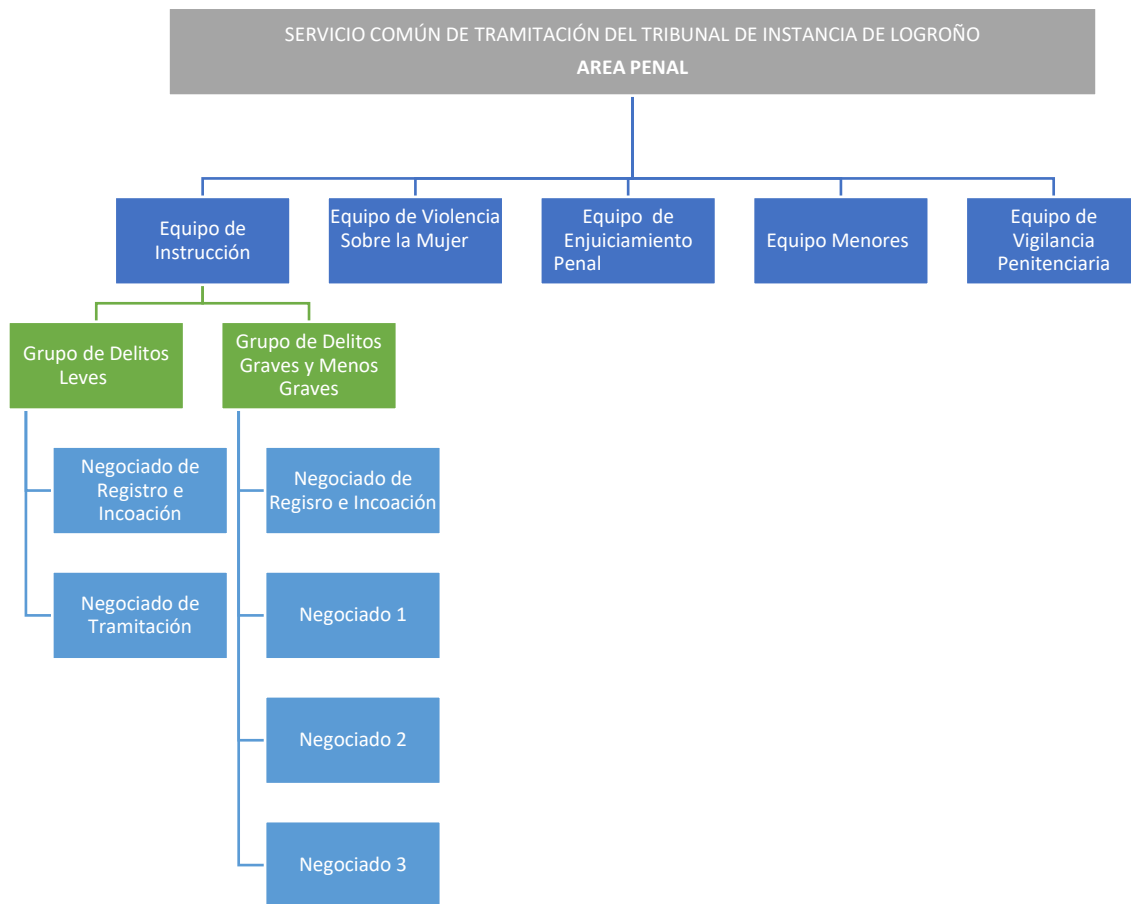 SERVICIO COMÚN DE TRAMITACIÓN DEL TRIBUNAL DE INSTANCIA DE LOGROÑO
AREA PENAL
Equipo de
Instrucción
Equipo de Violencia
Sobre la Mujer
Equipo de
Enjuiciamiento
Penal
Equipo Menores
Equipo de
Vigilancia
Penitenciaria
Grupo de Delitos
Leves
Grupo de Delitos
Graves y Menos
Graves
Negociado de
Registro e
Incoación
Negociado de
Regisro e Incoación
Negociado de
Tramitación
Negociado 1
Negociado 2
Negociado 3